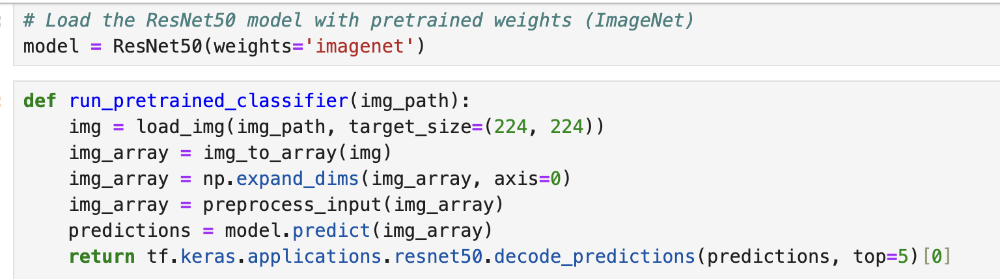 # Load the ResNet50 model with pretrained weights (ImageNet)
model = ResNet50(weights='imagenet')
def run_pretrained_classifier(img_path):
    img = load_img(img_path, target_size=(224, 224))
    img_array = img_to_array(img)
    img_array = np.expand_dims(img_array, axis=0)
    img_array = preprocess_input(img_array)
    predictions = model.predict(img_array)
    return tf.keras.applications.resnet50.decode_predictions(predictions, top=5)[0]